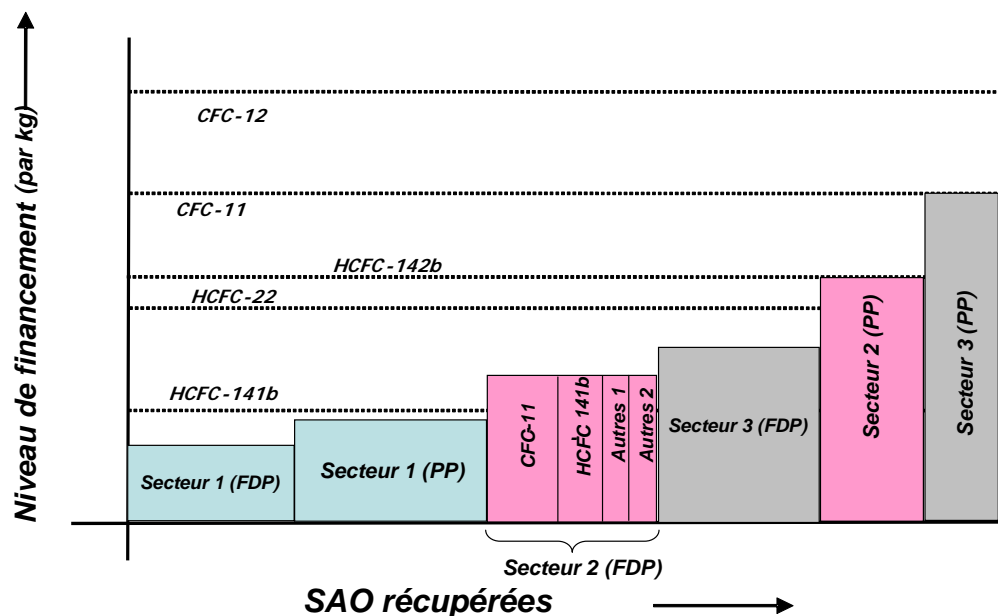 Niveau de financement (par kg)
CFC-12
CFC-11
HCFC-142b
HCFC-22
HCFC-141b
Secteur 1 (FDP)
Secteur 1 (PP)
CFC-11
HCFC 141b
Autres 1
Autres 2
Secteur 3 (FDP)
Secteur 2 (PP)
Secteur 3 (PP)
Secteur 2 (FDP)
SAO récupérées